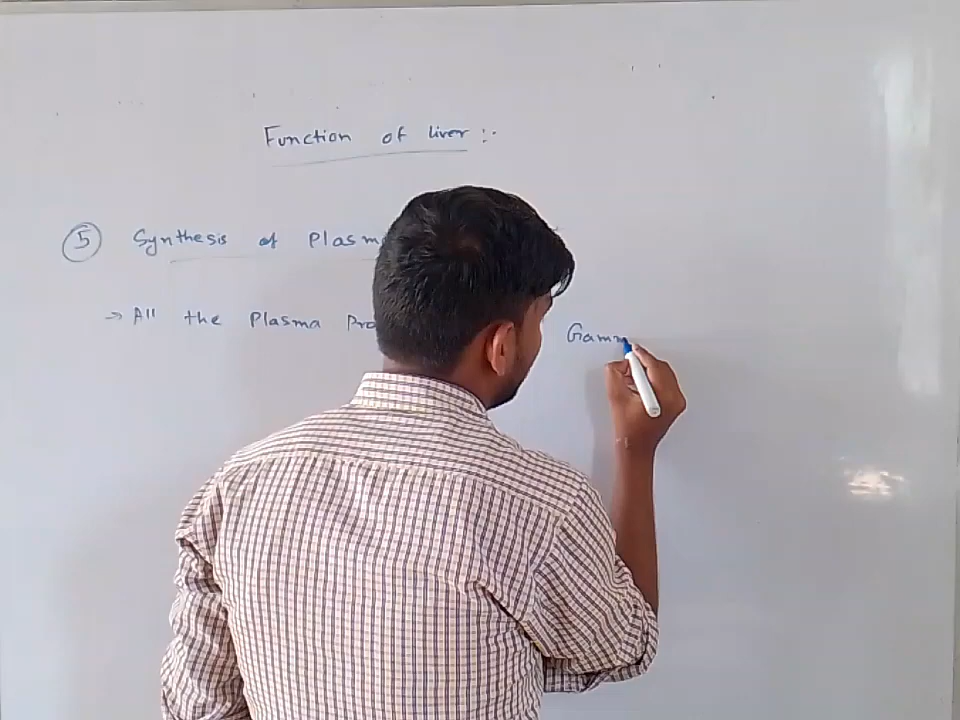 Function of liver :-
5 Synthesis of Plasm
→ All the Plasma Pro Gamm